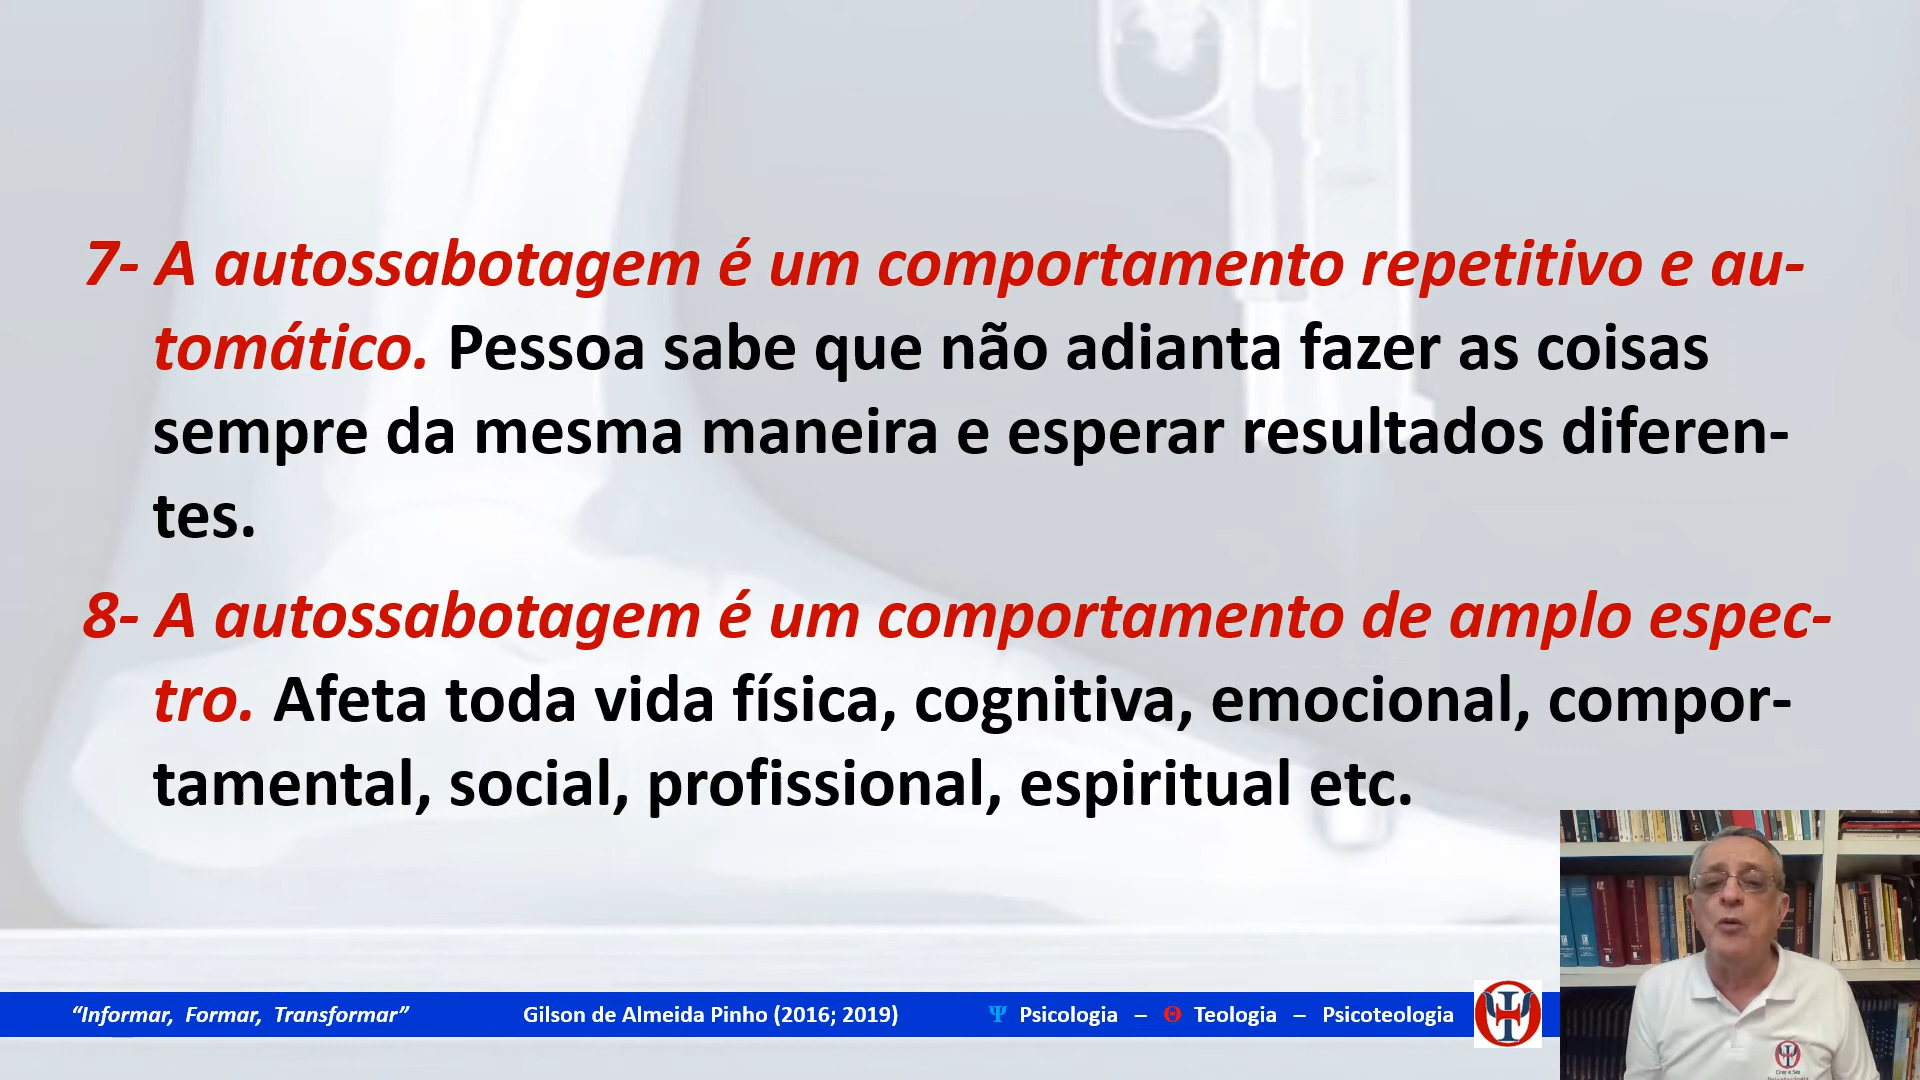 7- A autossabotagem é um comportamento repetitivo e au-
tomático. Pessoa sabe que não adianta fazer as coisas
sempre da mesma maneira e esperar resultados diferen-
tes.
8- A autossabotagem é um comportamento de amplo espec-
tro. Afeta toda vida física, cognitiva, emocional, compor-
tamental, social, profissional, espiritual etc.
“Informar, Formar, Transformar” Gilson de Almeida Pinho (2016; 2019) Ψ Psicologia – Θ Teologia – Psicoteologia